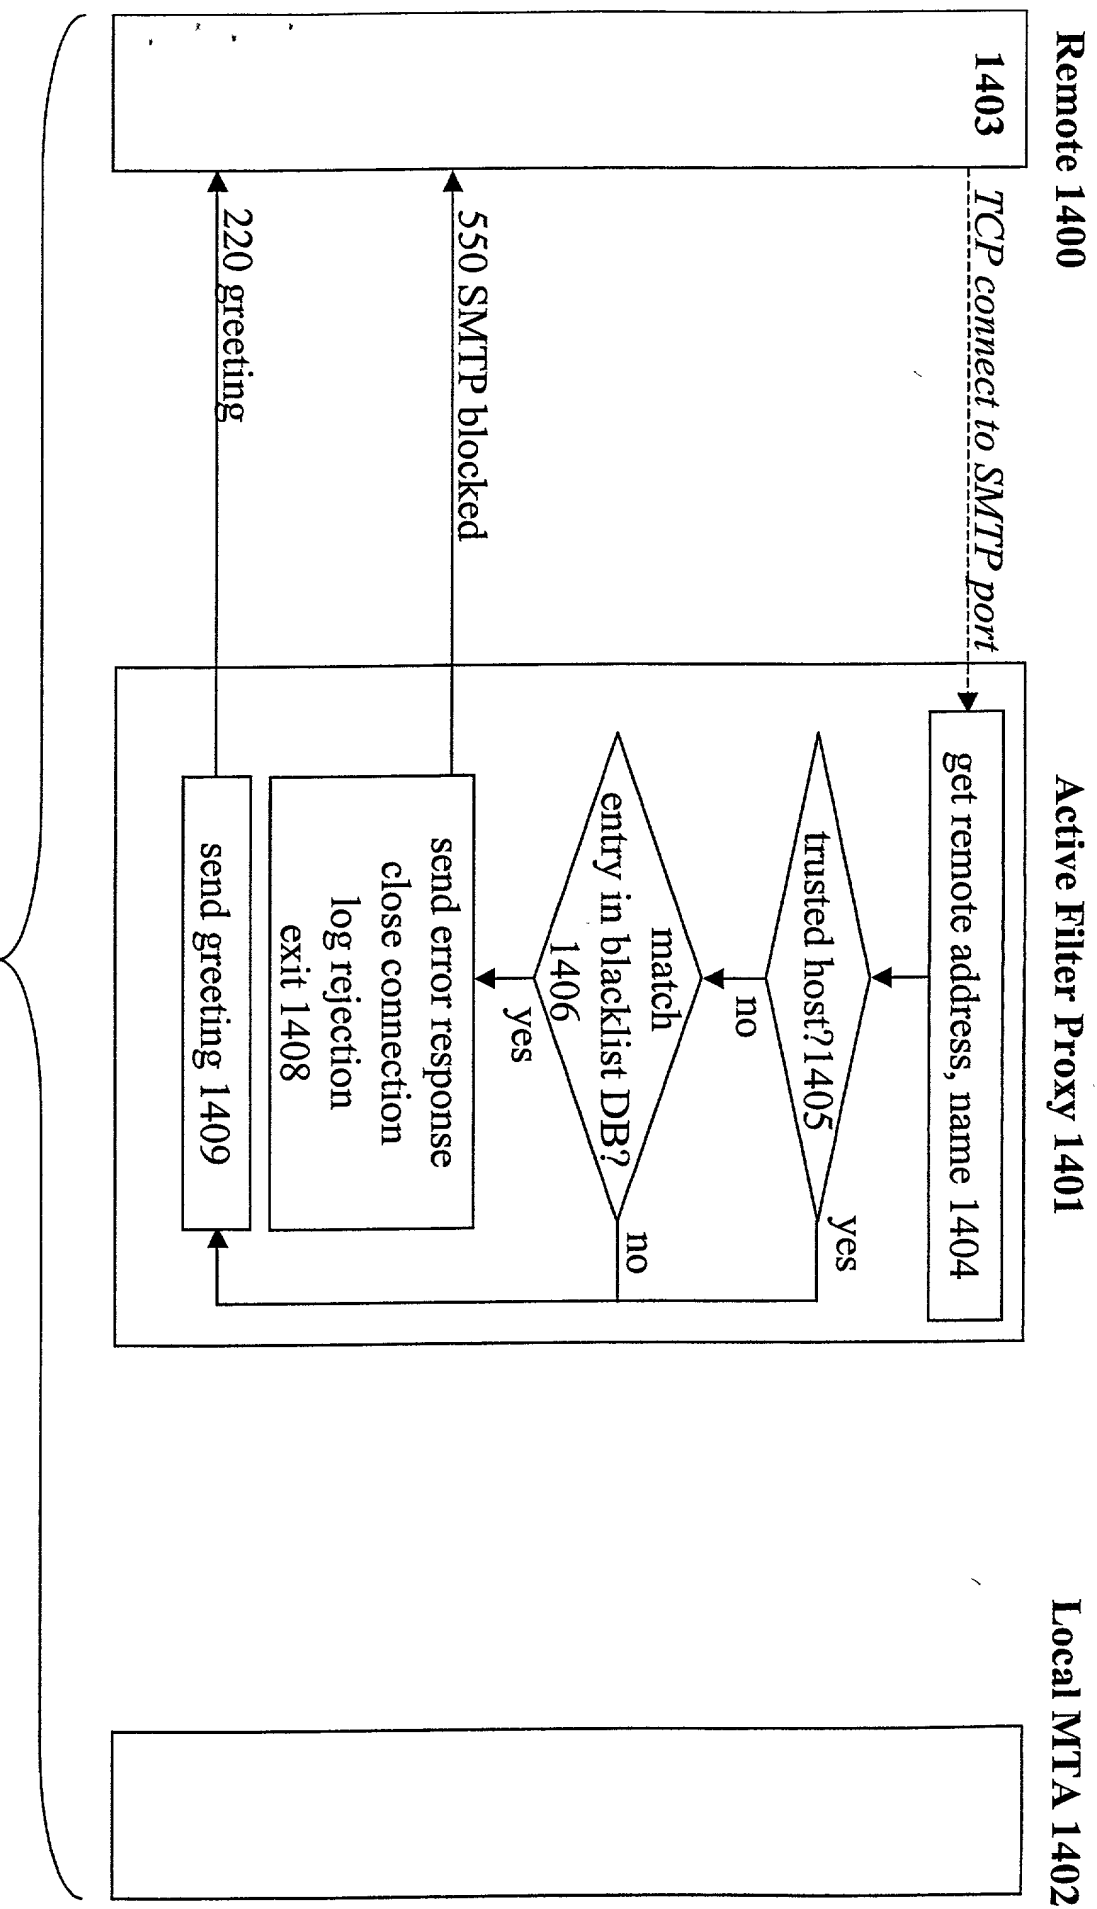 Remote 1400
Active Filter Proxy 1401
Local MTA 1402
1403
TCP connect to SMTP port
get remote address, name 1404
trusted host?1405
yes
no
match
entry in blacklist DB?
1406
no
yes
550 SMTP blocked
send error response
close connection
log rejection
exit 1408
220 greeting
send greeting 1409